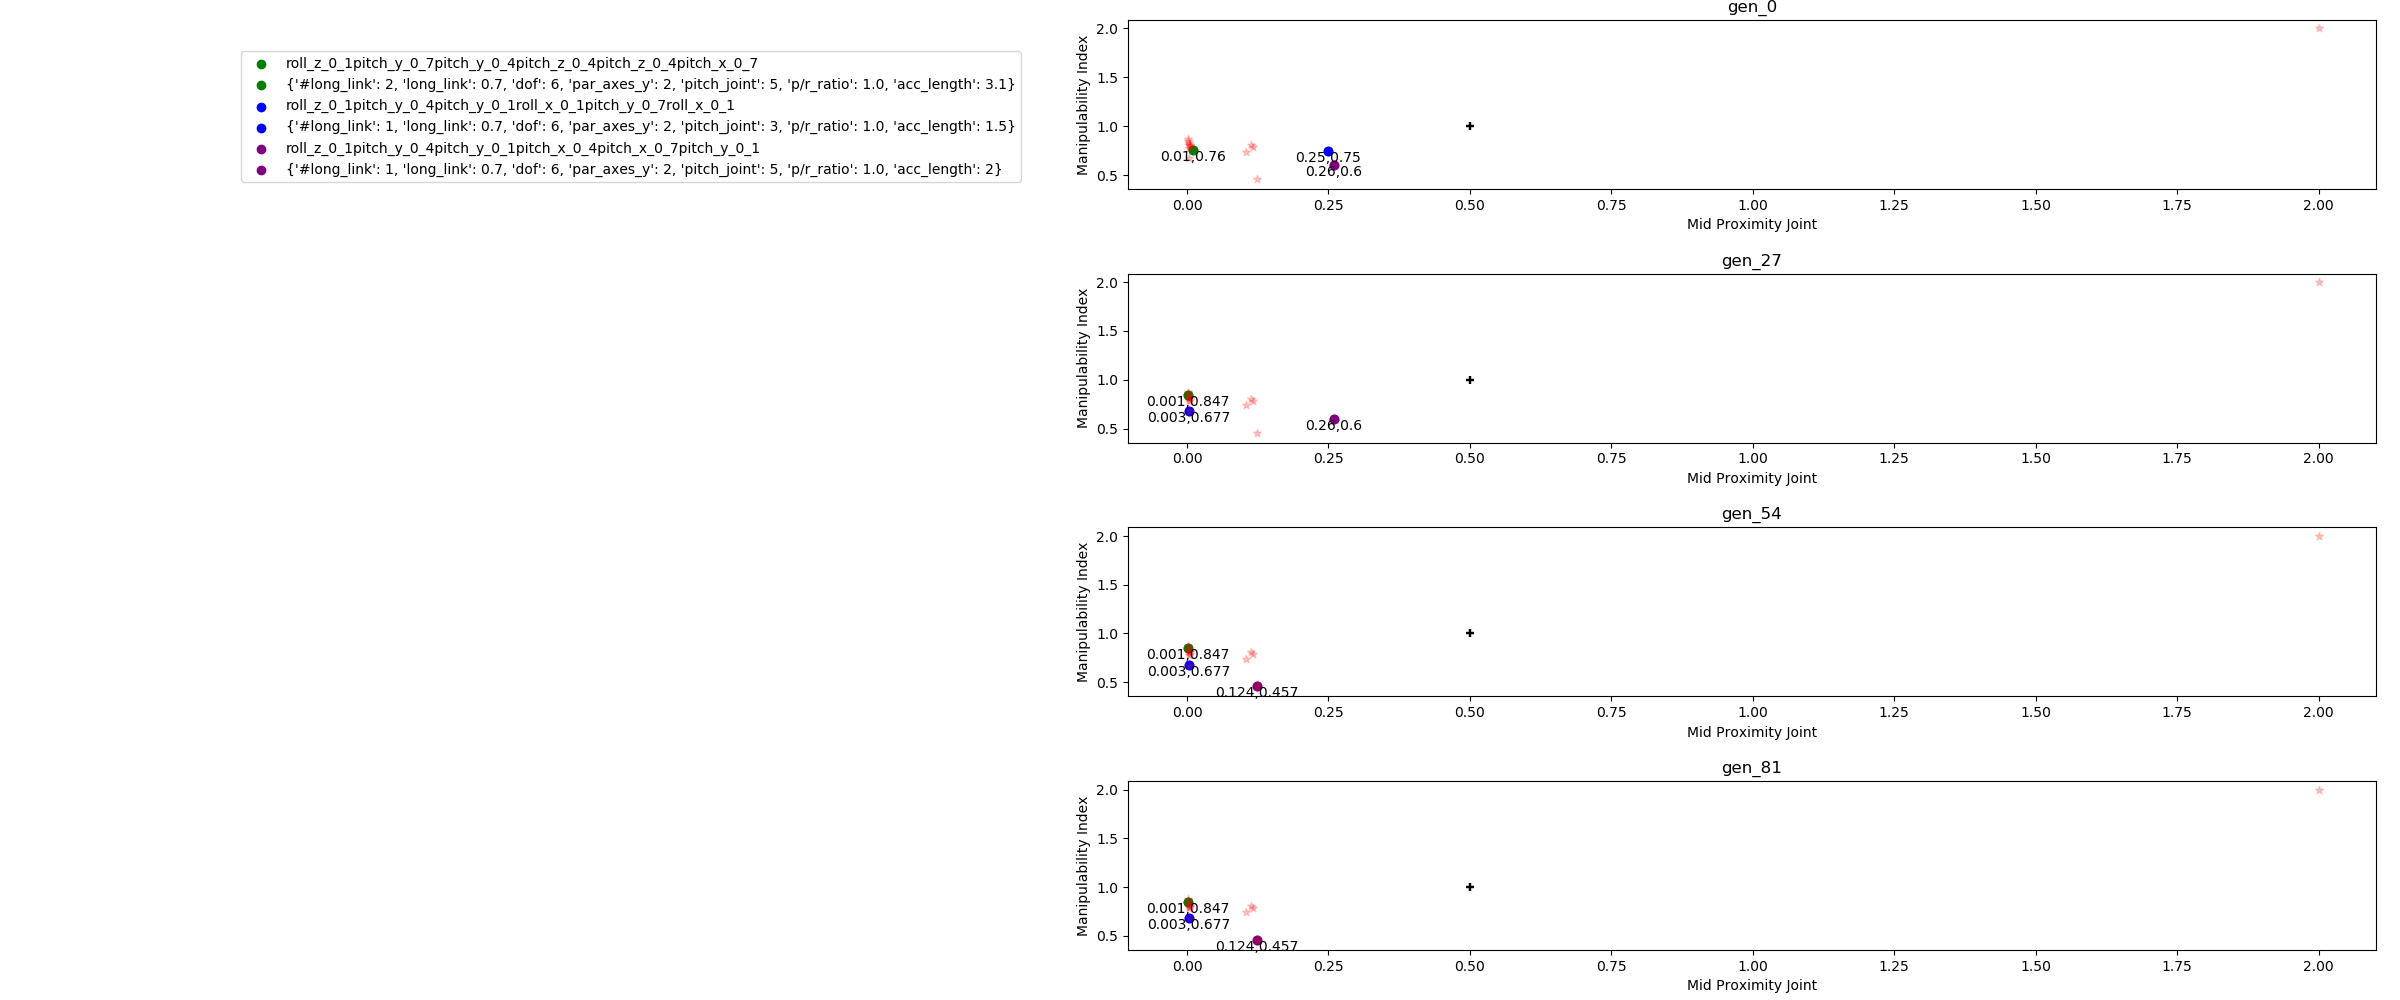 roll_z_0_1pitch_y_0_7pitch_y_0_4pitch_z_0_4pitch_z_0_4pitch_x_0_7
{'#long_link': 2, 'long_link': 0.7, 'dof': 6, 'par_axes_y': 2, 'pitch_joint': 5, 'p/r_ratio': 1.0, 'acc_length': 3.1}
roll_z_0_1pitch_y_0_4pitch_y_0_1roll_x_0_1pitch_y_0_7roll_x_0_1
{'#long_link': 1, 'long_link': 0.7, 'dof': 6, 'par_axes_y': 2, 'pitch_joint': 3, 'p/r_ratio': 1.0, 'acc_length': 1.5}
roll_z_0_1pitch_y_0_4pitch_y_0_1pitch_x_0_4pitch_x_0_7pitch_y_0_1
{'#long_link': 1, 'long_link': 0.7, 'dof': 6, 'par_axes_y': 2, 'pitch_joint': 5, 'p/r_ratio': 1.0, 'acc_length': 2}
gen_0
Manipulability Index
2.0
1.5
1.0
0.5
0.01,0.76
0.25,0.75
0.26,0.6
0.00 0.25 0.50 0.75 1.00 1.25 1.50 1.75 2.00
Mid Proximity Joint
gen_27
Manipulability Index
2.0
1.5
1.0
0.5
0.001,0.847
0.003,0.677
0.26,0.6
0.00 0.25 0.50 0.75 1.00 1.25 1.50 1.75 2.00
Mid Proximity Joint
gen_54
Manipulability Index
2.0
1.5
1.0
0.5
0.001,0.847
0.003,0.677
0.124,0.457
0.00 0.25 0.50 0.75 1.00 1.25 1.50 1.75 2.00
Mid Proximity Joint
gen_81
Manipulability Index
2.0
1.5
1.0
0.5
0.001,0.847
0.003,0.677
0.124,0.457
0.00 0.25 0.50 0.75 1.00 1.25 1.50 1.75 2.00
Mid Proximity Joint